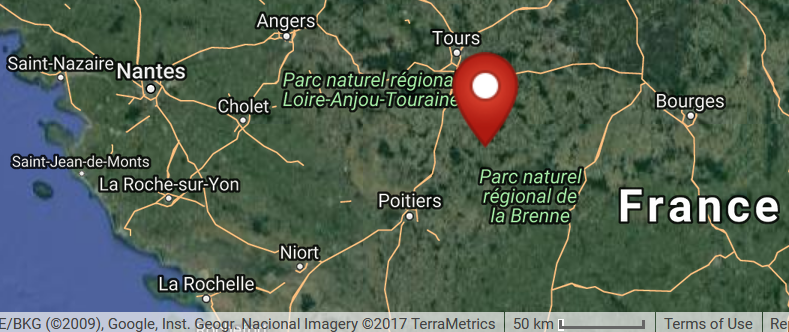 Angers
Tours
Saint-Nazaire
Nantes
Parc naturel régional
Loire-Anjou-Touraine
Cholet
Bourges
Saint-Jean-de-Monts
La Roche-sur-Yon
Parc naturel
régional de
la Brenne
Poitiers
France
Niort
La Rochelle
E/BKG (©2009), Google, Inst. Geogr. Nacional Imagery ©2017 TerraMetrics
50 km
Terms of Use
Re